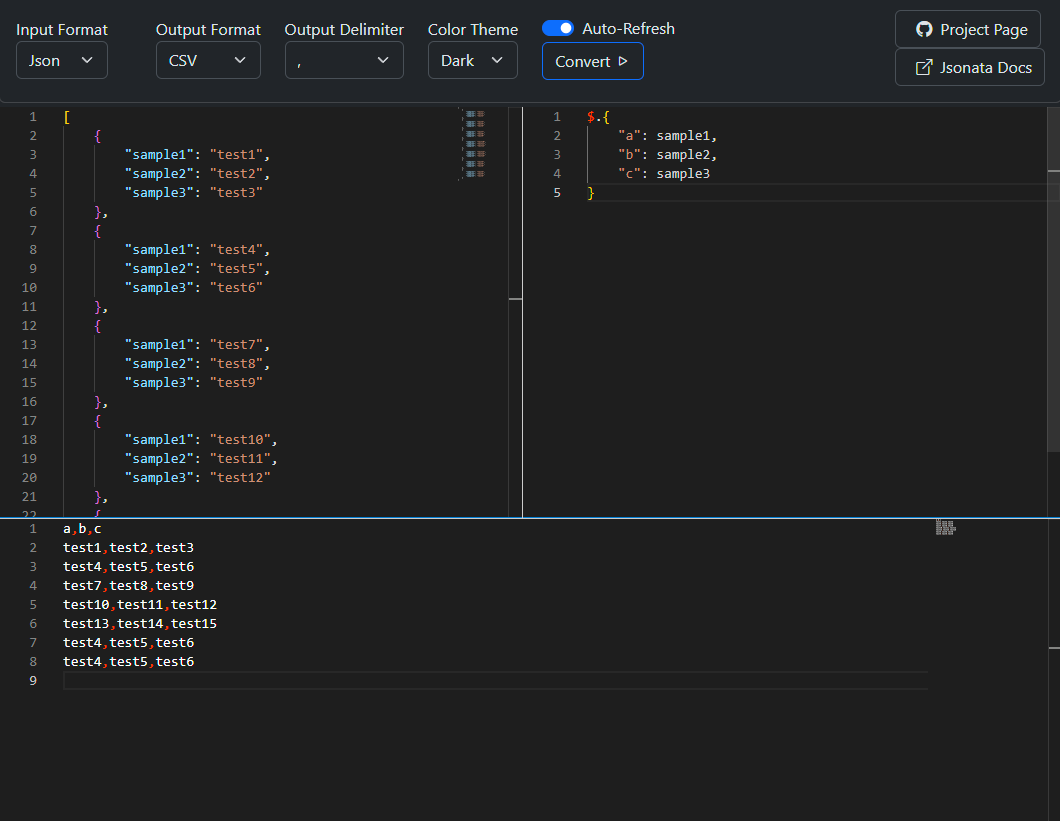 Input Format Output Format Output Delimiter Color Theme Auto-Refresh
Json CSV , Dark Convert
Project Page
Jsonata Docs
1 [
2 {
3 "sample1": "test1",
4 "sample2": "test2",
5 "sample3": "test3"
6 },
7 {
8 "sample1": "test4",
9 "sample2": "test5",
10 "sample3": "test6"
11 },
12 {
13 "sample1": "test7",
14 "sample2": "test8",
15 "sample3": "test9"
16 },
17 {
18 "sample1": "test10",
19 "sample2": "test11",
20 "sample3": "test12"
21 },
22 {
1 $.{
2 "a": sample1,
3 "b": sample2,
4 "c": sample3
5 }
1 a,b,c
2 test1,test2,test3
3 test4,test5,test6
4 test7,test8,test9
5 test10,test11,test12
6 test13,test14,test15
7 test4,test5,test6
8 test4,test5,test6
9